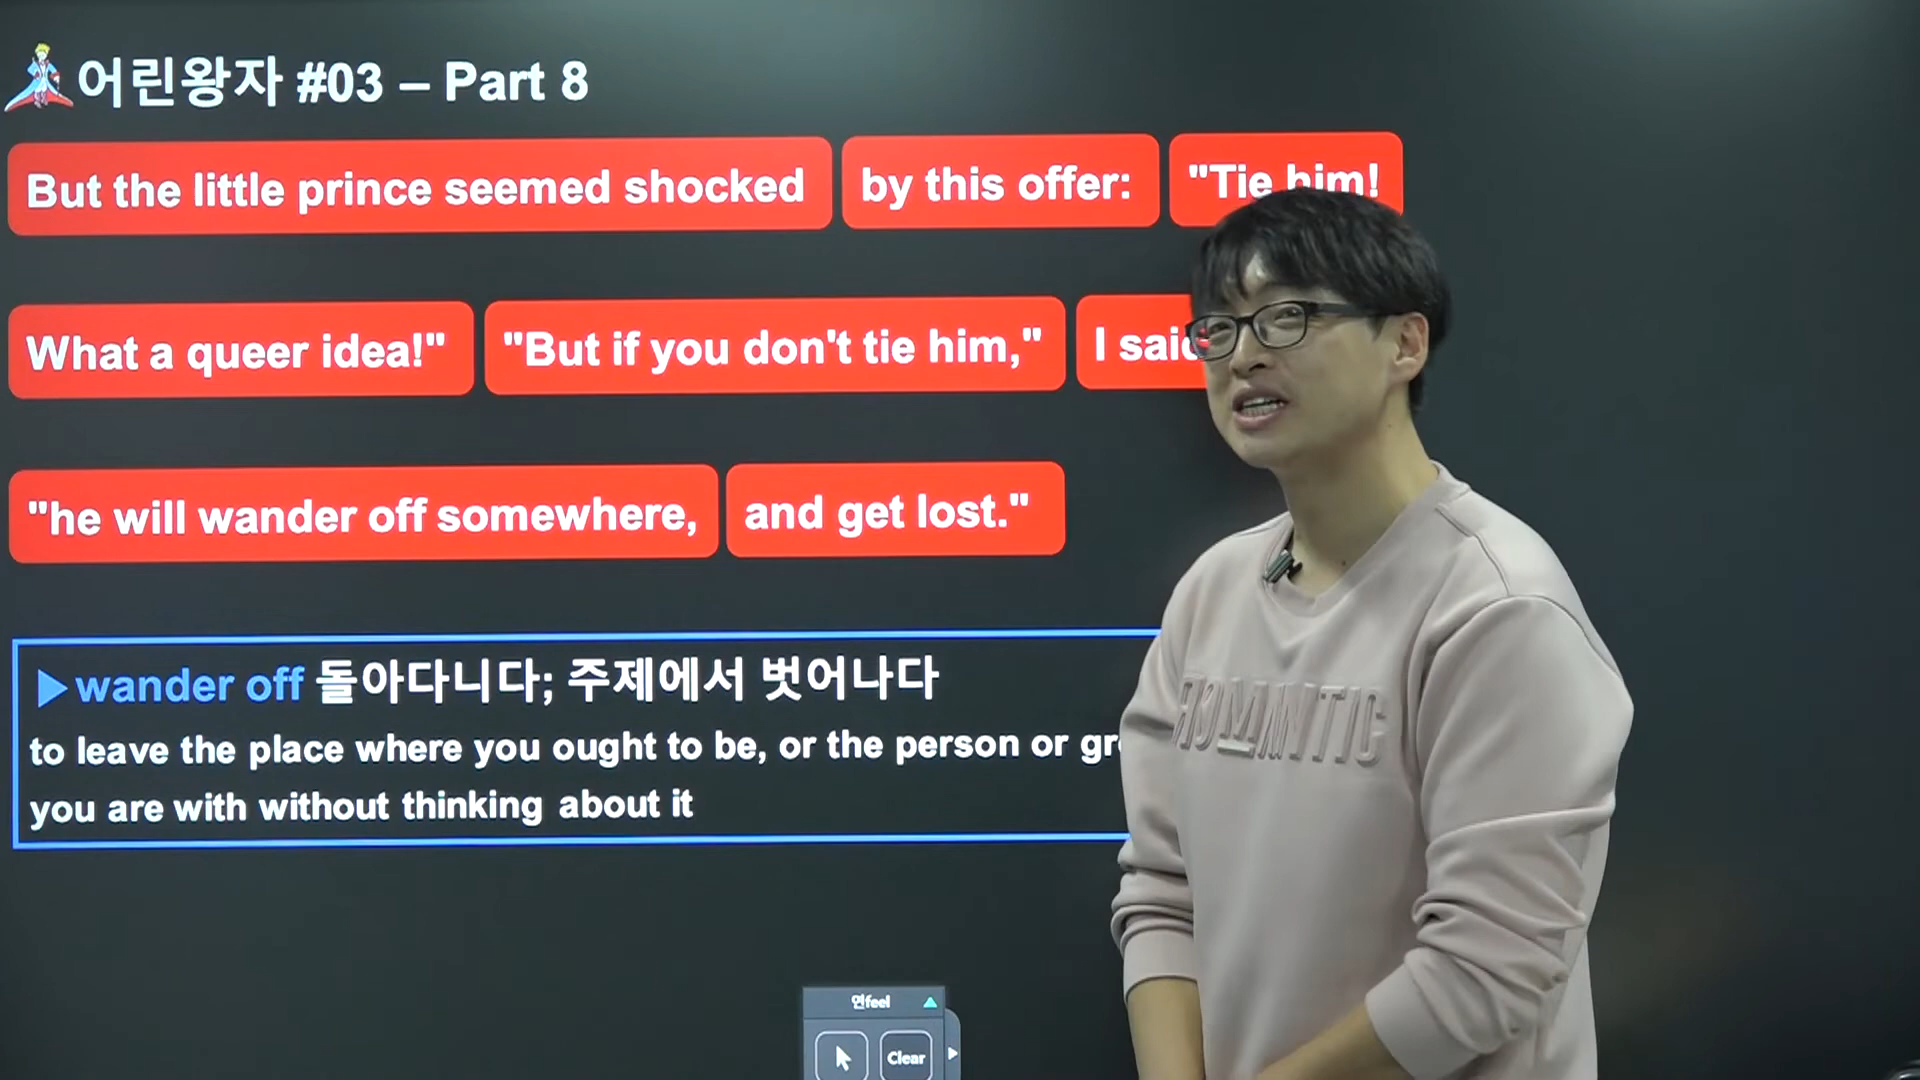 어린왕자 #03 – Part 8
But the little prince seemed shocked by this offer: "Tie him!
What a queer idea!" "But if you don't tie him," I said
"he will wander off somewhere, and get lost."
▶wander off 돌아다니다; 주제에서 벗어나다
to leave the place where you ought to be, or the person or
you are with without thinking about it
ROMANTIC
연feel
Clear